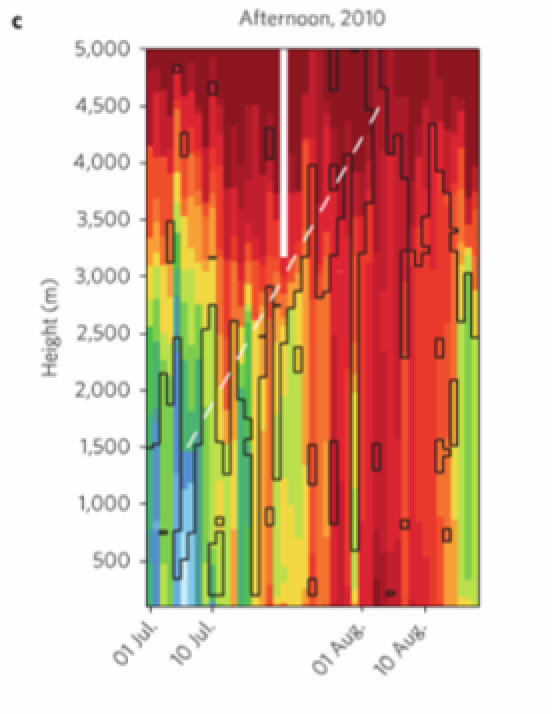 c
Afternoon, 2010
5,000
4,500
4,000
3,500
3,000
2,500
2,000
1,500
1,000
500
Height (m)
01 Jul.
10 Jul.
01 Aug.
10 Aug.